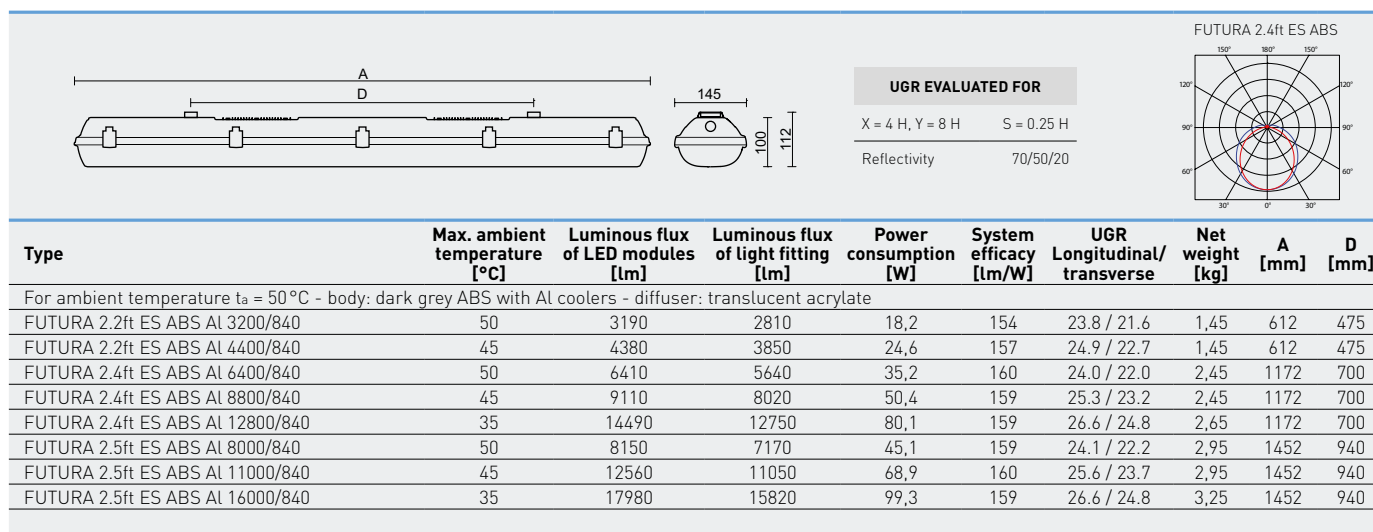 FUTURA 2.4ft ES ABS
150° 180° 150°
120° 120°
90° 90°
60° 60°
30° 0° 30°
A
D
145
100
112
UGR EVALUATED FOR
X = 4 H, Y = 8 H S = 0.25 H
Reflectivity 70/50/20
Type Max. ambient temperature [°C] Luminous flux of LED modules [lm] Luminous flux of light fitting [lm] Power consumption [W] System efficacy [lm/W] UGR Longitudinal/ transverse Net weight [kg] A [mm] D [mm]
For ambient temperature ta = 50°C - body: dark grey ABS with Al coolers - diffuser: translucent acrylate
FUTURA 2.2ft ES ABS Al 3200/840 50 3190 2810 18,2 154 23.8 / 21.6 1,45 612 475
FUTURA 2.2ft ES ABS Al 4400/840 45 4380 3850 24,6 157 24.9 / 22.7 1,45 612 475
FUTURA 2.4ft ES ABS Al 6400/840 50 6410 5640 35,2 160 24.0 / 22.0 2,45 1172 700
FUTURA 2.4ft ES ABS Al 8800/840 45 9110 8020 50,4 159 25.3 / 23.2 2,45 1172 700
FUTURA 2.4ft ES ABS Al 12800/840 35 14490 12750 80,1 159 26.6 / 24.8 2,65 1172 700
FUTURA 2.5ft ES ABS Al 8000/840 50 8150 7170 45,1 159 24.1 / 22.2 2,95 1452 940
FUTURA 2.5ft ES ABS Al 11000/840 45 12560 11050 68,9 160 25.6 / 23.7 2,95 1452 940
FUTURA 2.5ft ES ABS Al 16000/840 35 17980 15820 99,3 159 26.6 / 24.8 3,25 1452 940